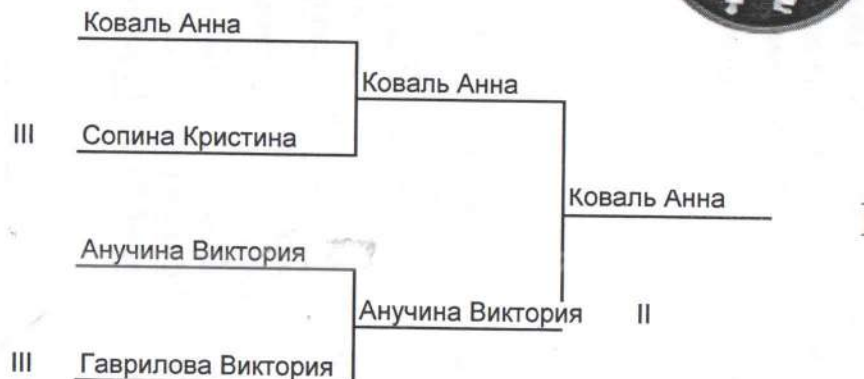 Коваль Анна
Коваль Анна
III Сопина Кристина
Коваль Анна
Анучина Виктория
Анучина Виктория II
III Гаврилова Виктория